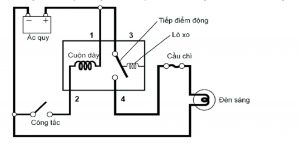 Ắc quy
1
3
Tiếp điểm động
Lò xo
Cuộn dây
Cầu chì
2
4
Công tắc
Đèn sáng